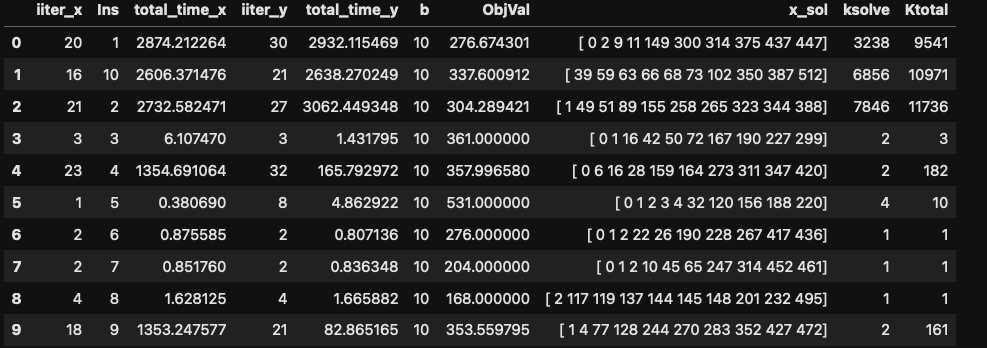 iiter_x Ins total_time_x iiter_y total_time_y b ObjVal x_sol ksolve Ktotal
0 20 1 2874.212264 30 2932.115469 10 276.674301 [ 0 2 9 11 149 300 314 375 437 447] 3238 9541
1 16 10 2606.371476 21 2638.270249 10 337.600912 [ 39 59 63 66 68 73 102 350 387 512] 6856 10971
2 21 2 2732.582471 27 3062.449348 10 304.289421 [ 1 49 51 89 155 258 265 323 344 388] 7846 11736
3 3 3 6.107470 3 1.431795 10 361.000000 [ 0 1 16 42 50 72 167 190 227 299] 2 3
4 23 4 1354.691064 32 165.792972 10 357.996580 [ 0 6 16 28 159 164 273 311 347 420] 2 182
5 1 5 0.380690 8 4.862922 10 531.000000 [ 0 1 2 3 4 32 120 156 188 220] 4 10
6 2 6 0.875585 2 0.807136 10 276.000000 [ 0 1 2 22 26 190 228 267 417 436] 1 1
7 2 7 0.851760 2 0.836348 10 204.000000 [ 0 1 2 10 45 65 247 314 452 461] 1 1
8 4 8 1.628125 4 1.665882 10 168.000000 [ 2 117 119 137 144 145 148 201 232 495] 1 1
9 18 9 1353.247577 21 82.865165 10 353.559795 [ 1 4 77 128 244 270 283 352 427 472] 2 161